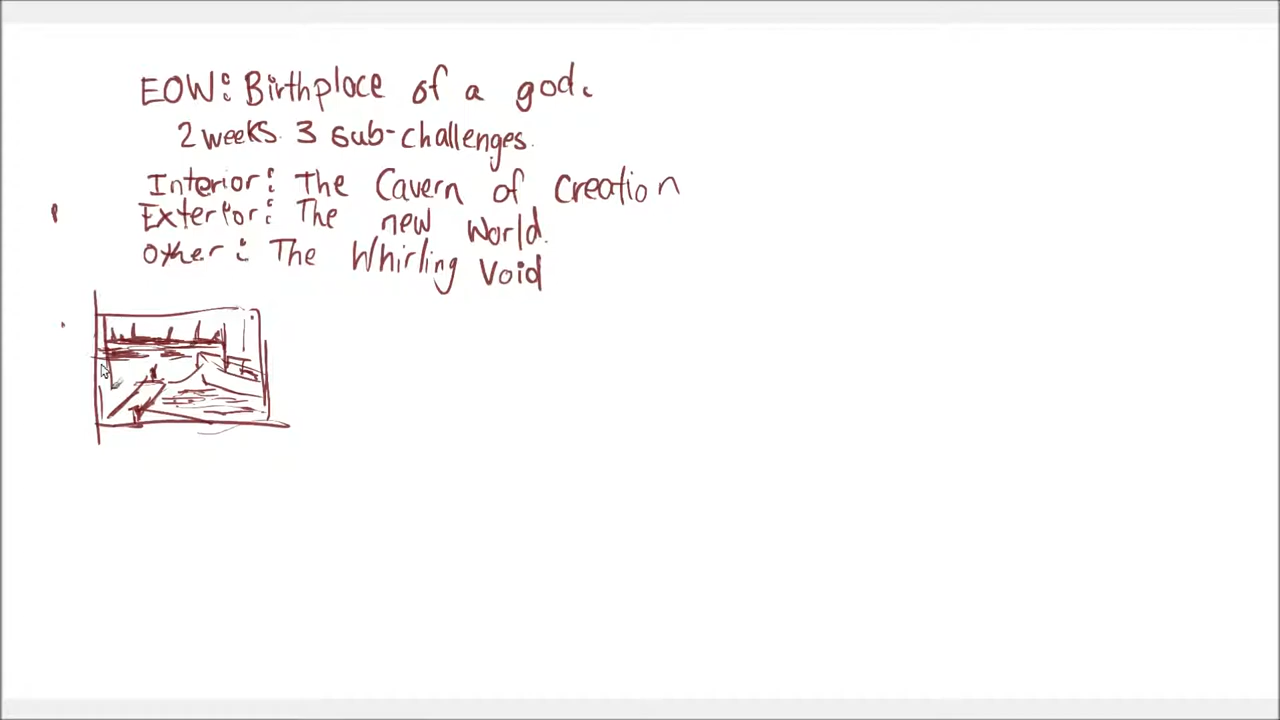 EOW: Birthplace of a god.
2 weeks. 3 sub-challenges.
Interior: The Cavern of Creation
Exterior: The new World.
Other: The Whirling Void